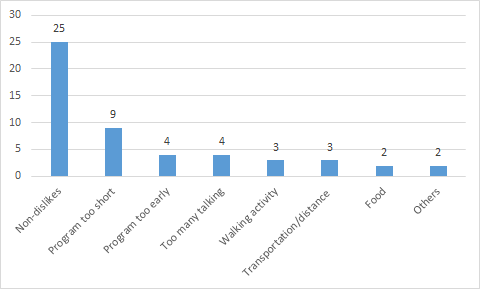 30
25
20
15
10
5
0
25
9
4
4
3
3
2
2
Non-dislikes
Program too short
Program too early
Too many talking
Walking activity
Transportation/distance
Food
Others